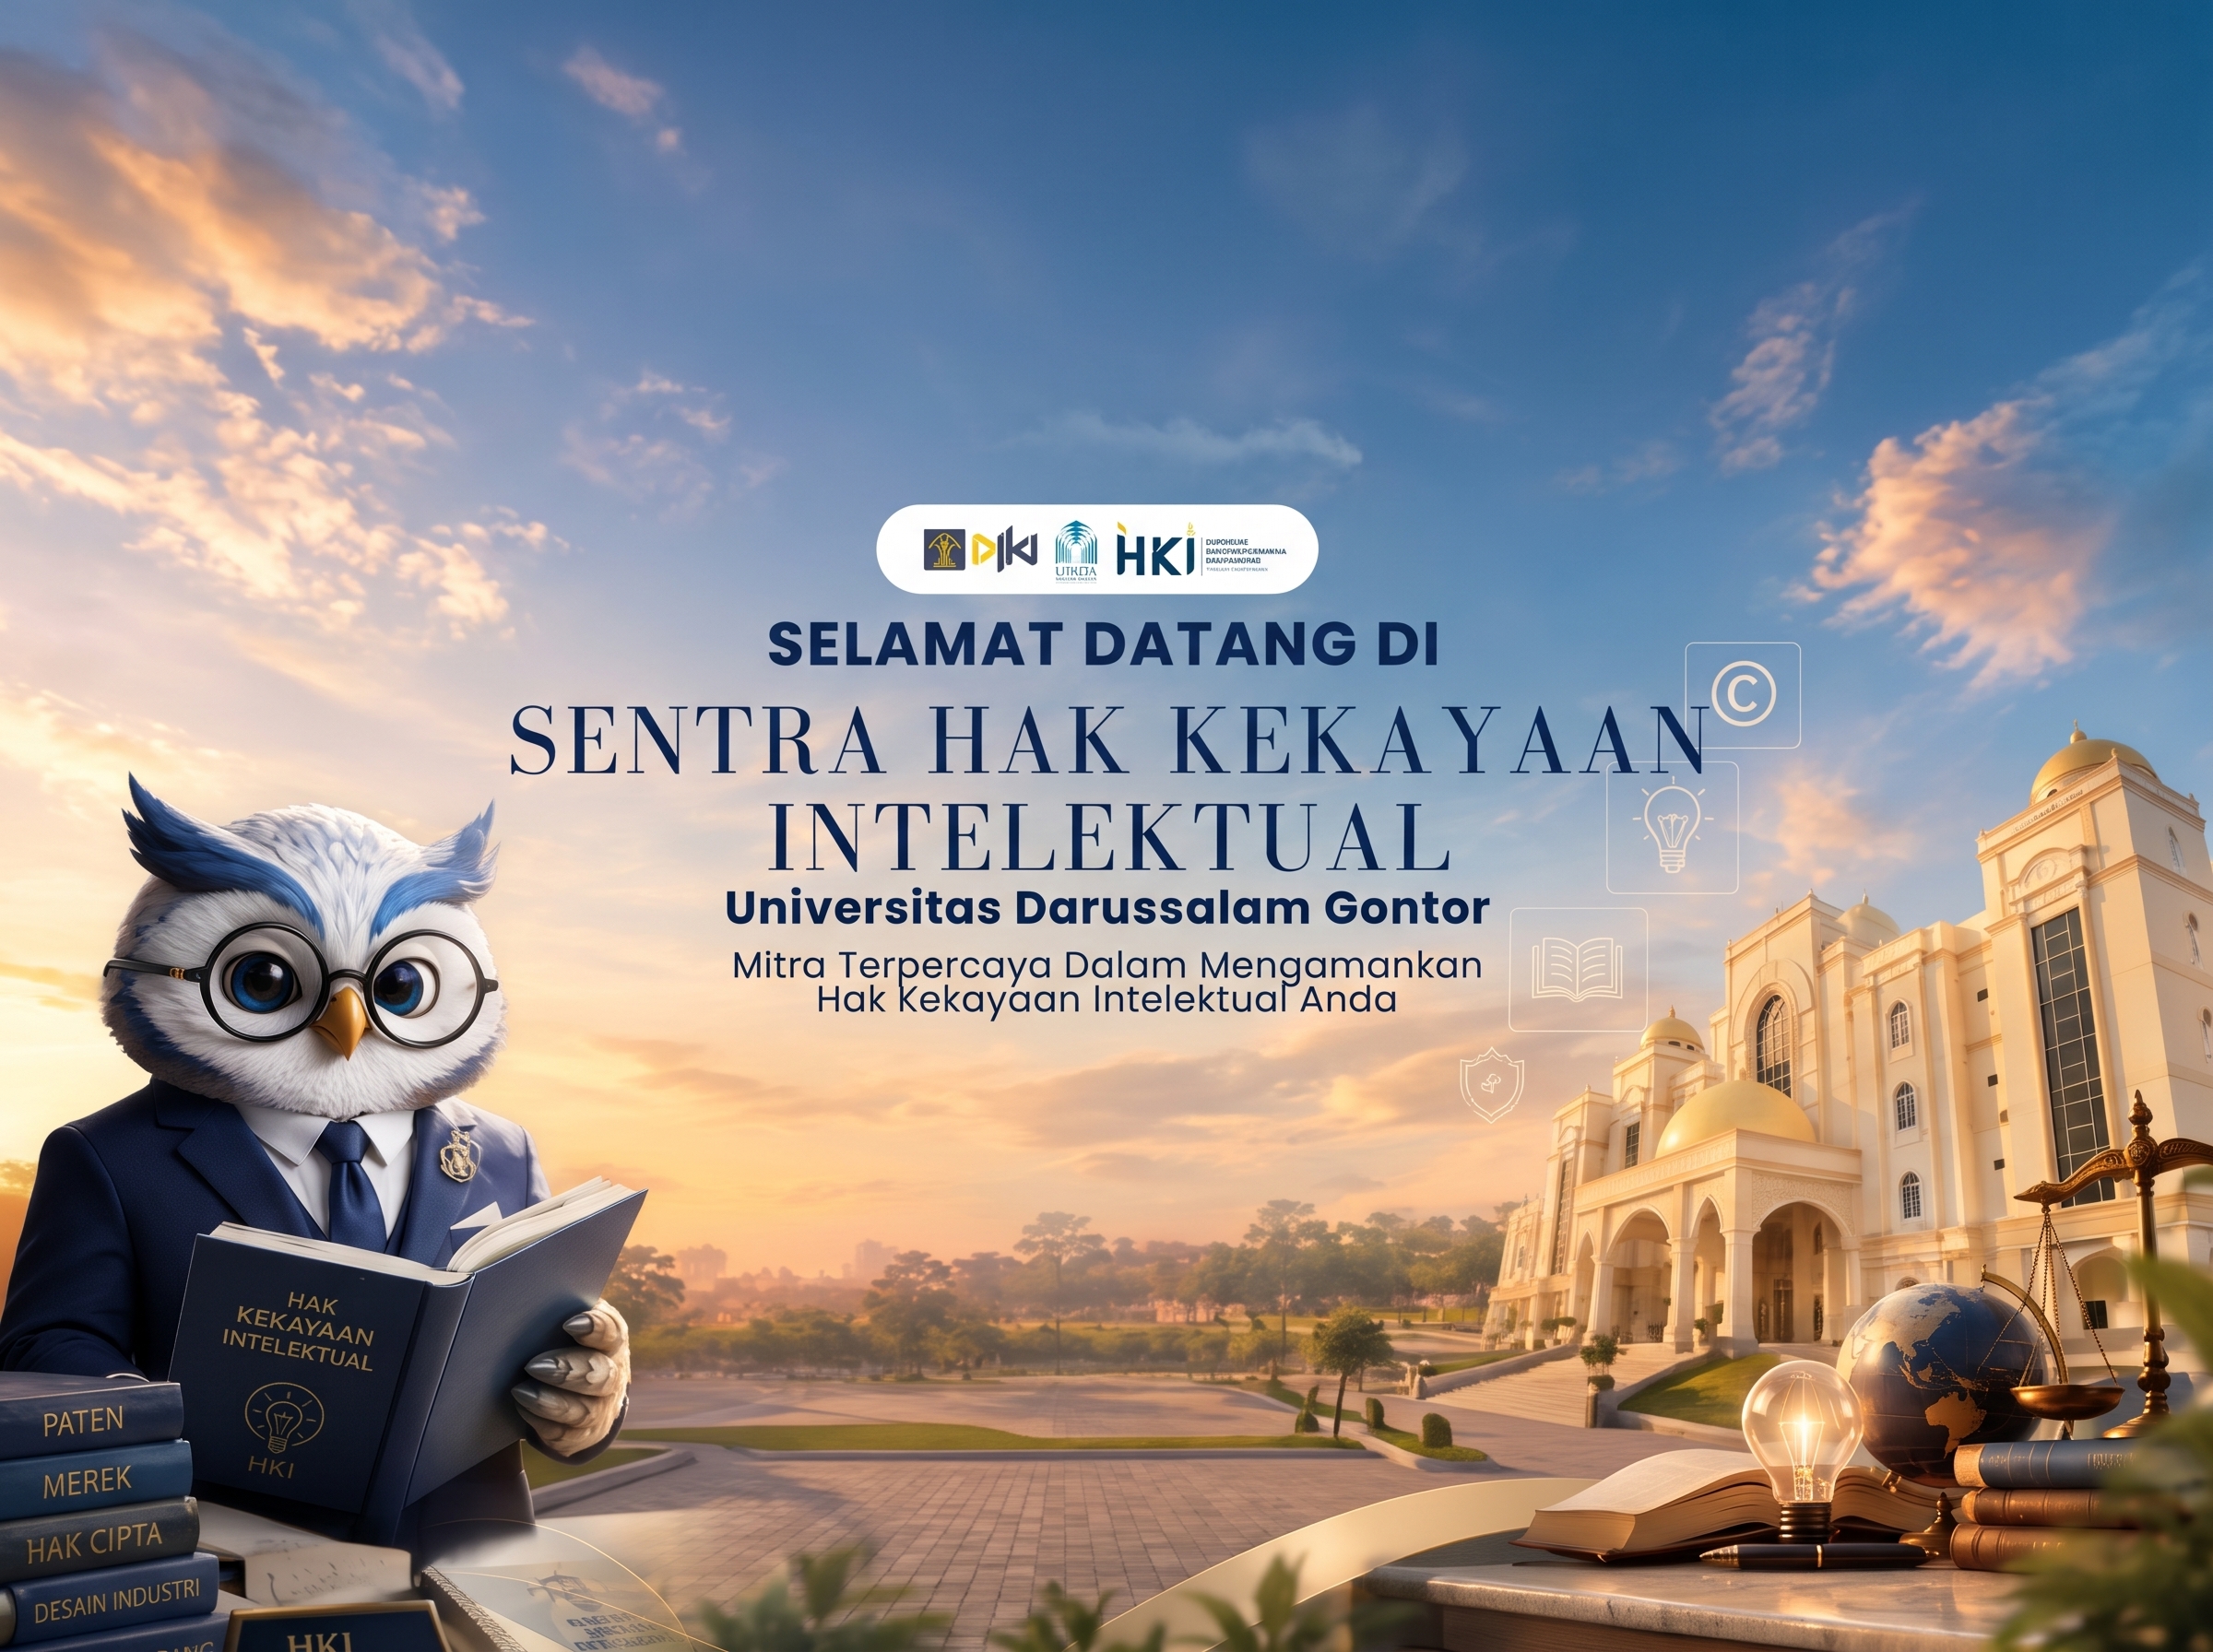 DJKI
HKI
SELAMAT DATANG DI
SENTRA HAK KEKAYAAN
INTELEKTUAL
Universitas Darussalam Gontor
Mitra Terpercaya Dalam Mengamankan
Hak Kekayaan Intelektual Anda
©
HAK
KEKAYAAN
INTELEKTUAL
HKI
PATEN
MEREK
HAK CIPTA
DESAIN INDUSTRI
HKI